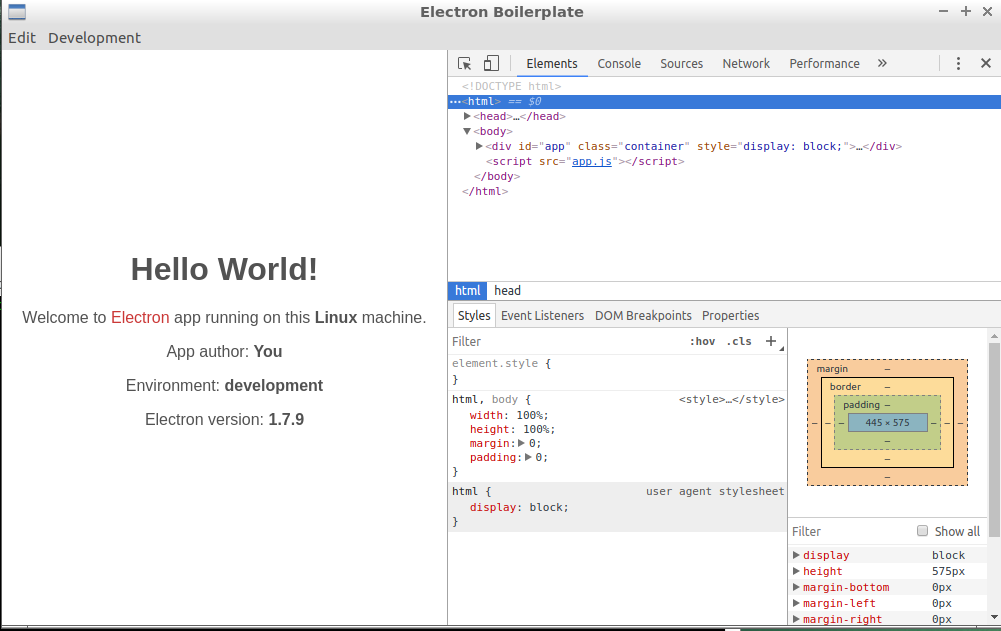 Electron Boilerplate
Edit Development
Hello World!
Welcome to Electron app running on this Linux machine.
App author: You
Environment: development
Electron version: 1.7.9
Elements Console Sources Network Performance »
<!DOCTYPE html>
…<html> == $0
<head>…</head>
<body>
<div id="app" class="container" style="display: block;">…</div>
<script src="app.js"></script>
</body>
</html>
html head
Styles Event Listeners DOM Breakpoints Properties
Filter :hov .cls +
element.style {
}
html, body { <style>…</style>
width: 100%;
height: 100%;
margin: 0;
padding: 0;
}
html { user agent stylesheet
display: block;
}
margin –
border –
padding –
– – – 445 × 575 – – –
–
–
–
Filter Show all
display block
height 575px
margin-bottom 0px
margin-left 0px
margin-right 0px